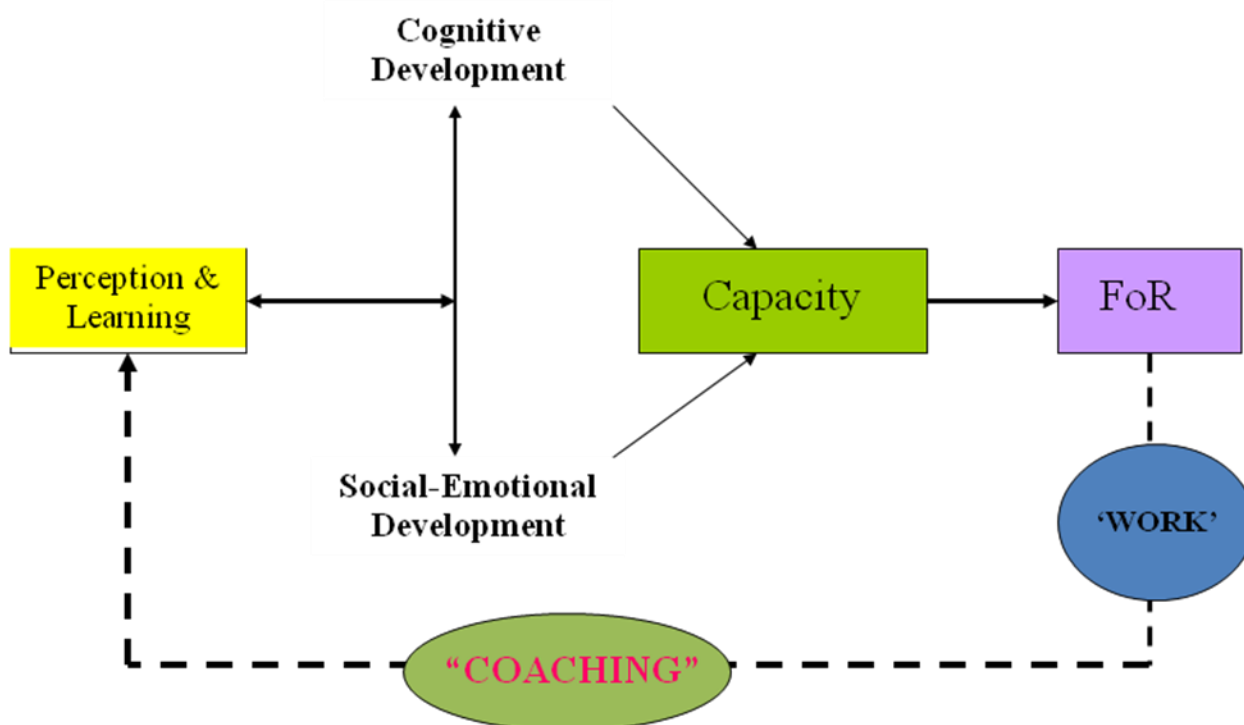 Cognitive
Development
Perception &
Learning
Capacity
FoR
Social-Emotional
Development
‘WORK’
“COACHING”